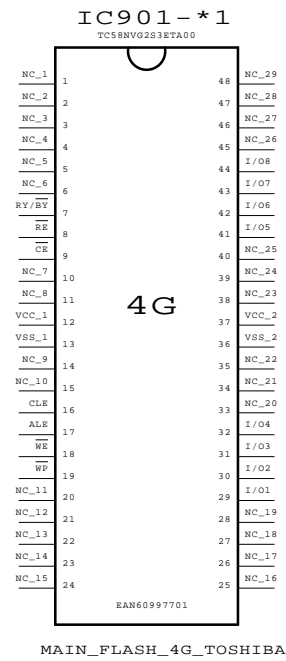 IC901-*1
TC58NVG2S3ETA00
NC_1 1 48 NC_29
NC_2 2 47 NC_28
NC_3 3 46 NC_27
NC_4 4 45 NC_26
NC_5 5 44 I/O8
NC_6 6 43 I/O7
RY/BY 7 42 I/O6
RE 8 41 I/O5
CE 9 40 NC_25
NC_7 10 39 NC_24
NC_8 11 38 NC_23
4G
VCC_1 12 37 VCC_2
VSS_1 13 36 VSS_2
NC_9 14 35 NC_22
NC_10 15 34 NC_21
CLE 16 33 NC_20
ALE 17 32 I/O4
WE 18 31 I/O3
WP 19 30 I/O2
NC_11 20 29 I/O1
NC_12 21 28 NC_19
NC_13 22 27 NC_18
NC_14 23 26 NC_17
NC_15 24 25 NC_16
EAN60997701
MAIN_FLASH_4G_TOSHIBA